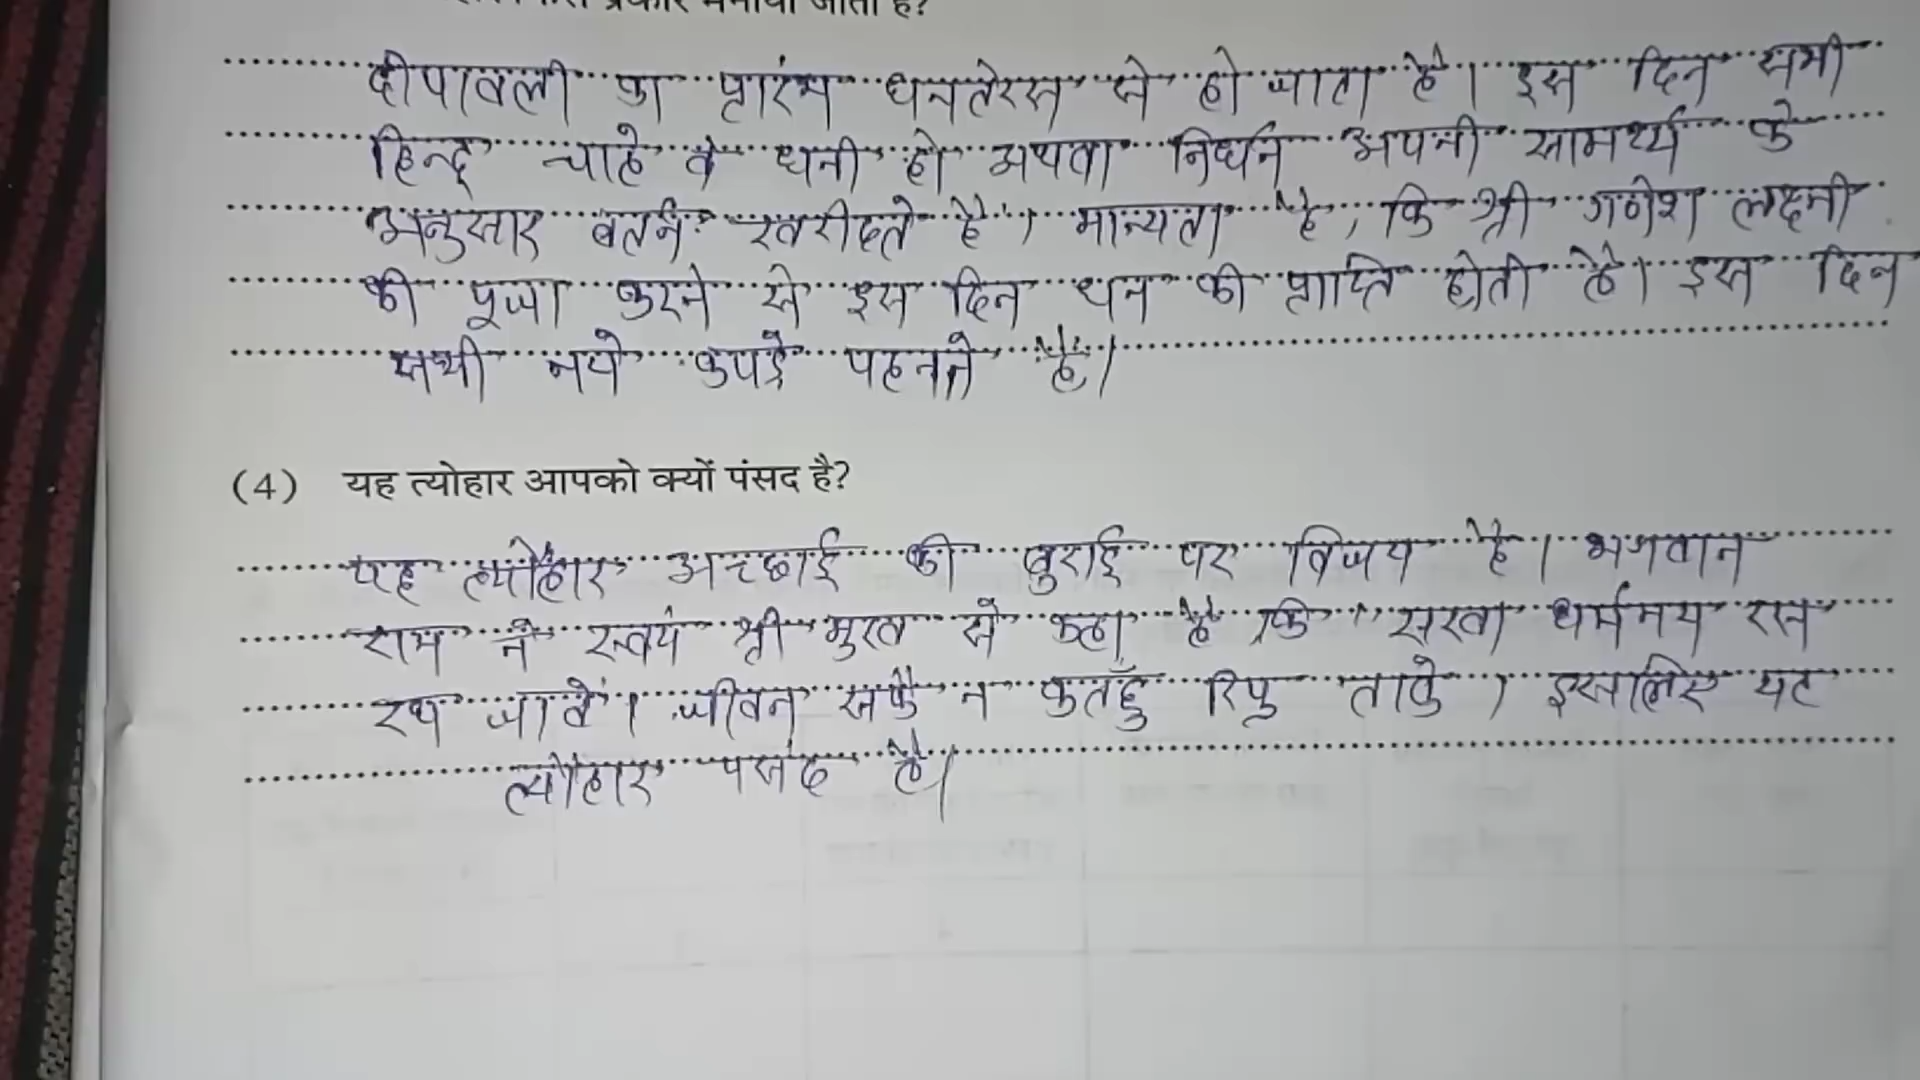 प्रकार मनाया जाता है?
दीपावली का प्रारंभ धनतेरस से हो जाता है। इस दिन सभी
हिन्दू चाहे वे धनी हो अथवा निर्धन अपनी सामर्थ्य के
अनुसार बर्तन खरीदते है। मान्यता है, कि श्री गणेश लक्ष्मी
की पूजा करने से इस दिन धन की प्राप्ति होती है। इस दिन
सभी नये कपड़े पहनते है।
(4) यह त्योहार आपको क्यों पंसद है?
यह त्यौहार अच्छाई की बुराई पर विजय है। भगवान
राम ने स्वयं श्री मुख से कहा है कि सखा धर्ममय रस
रथ जाके। जीवन सकै न कतहुँ रिपु ताके। इसलिए यह
त्यौहार पसंद है।